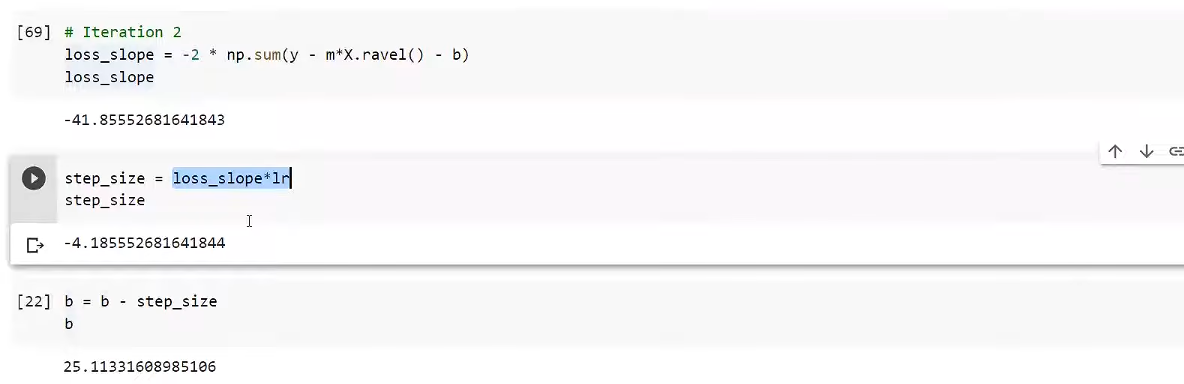 [69] # Iteration 2
loss_slope = -2 * np.sum(y - m*X.ravel() - b)
loss_slope
-41.85552681641843
step_size = loss_slope*lr
step_size
-4.185552681641844
[22] b = b - step_size
b
25.11331608985106